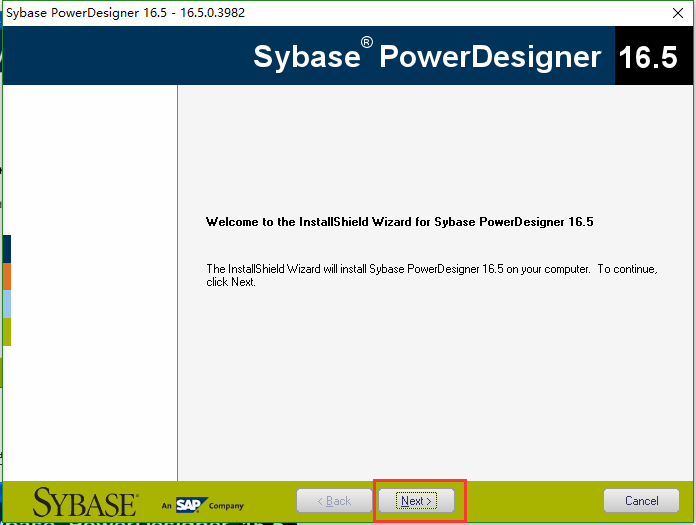 Sybase PowerDesigner 16.5 - 16.5.0.3982
Sybase® PowerDesigner 16.5
Welcome to the InstallShield Wizard for Sybase PowerDesigner 16.5
The InstallShield Wizard will install Sybase PowerDesigner 16.5 on your computer. To continue,
click Next.
SYBASE® An SAP Company < Back Next > Cancel